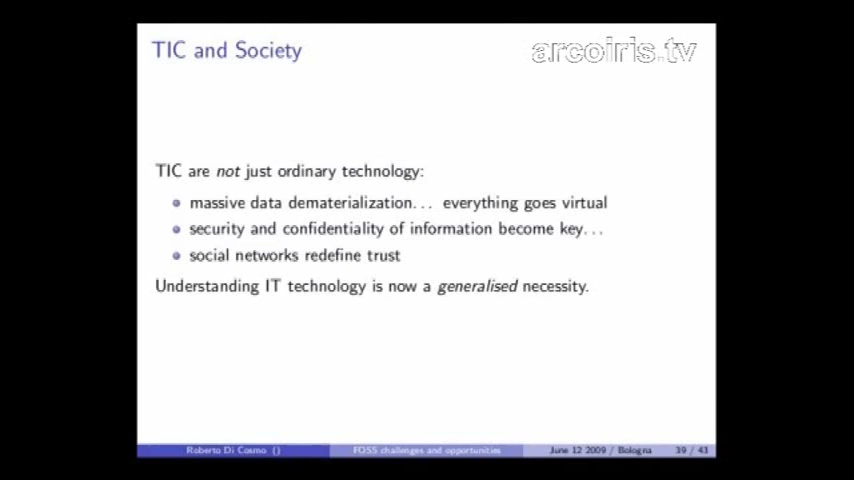 TIC and Society
arcoiris.tv
TIC are not just ordinary technology:
massive data dematerialization... everything goes virtual
security and confidentiality of information become key...
social networks redefine trust
Understanding IT technology is now a generalised necessity.
Roberto Di Cosmo () FOSS challenges and opportunities June 12 2009 / Bologna 39 / 43